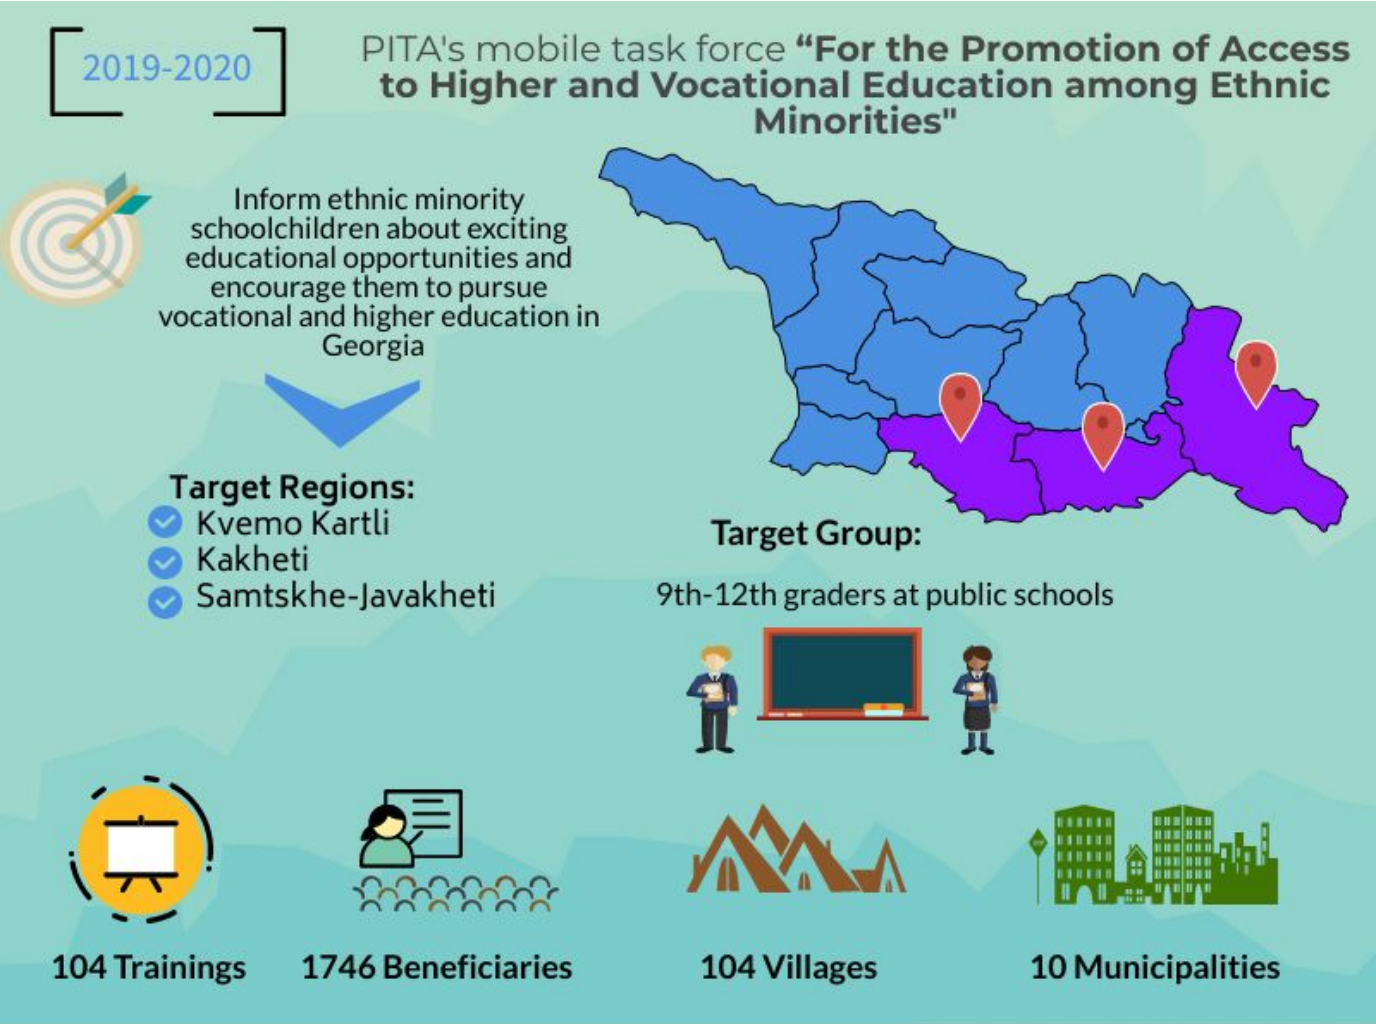 2019-2020
PITA's mobile task force “For the Promotion of Access
to Higher and Vocational Education among Ethnic
Minorities"
Inform ethnic minority
schoolchildren about exciting
educational opportunities and
encourage them to pursue
vocational and higher education in
Georgia
Target Regions:
Kvemo Kartli
Kakheti
Samtskhe-Javakheti
Target Group:
9th-12th graders at public schools
104 Trainings
1746 Beneficiaries
104 Villages
10 Municipalities